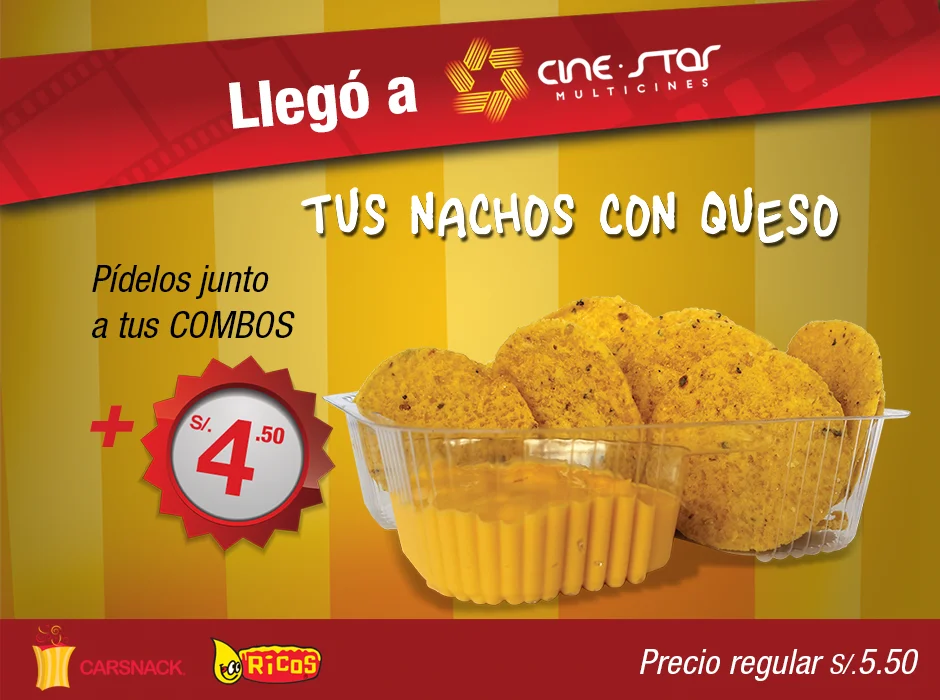 Llegó a
CINE·STAR
MULTICINES
TUS NACHOS CON QUESO
Pídelos junto
a tus COMBOS
+ S/. 4.50
CARSNACK
RICOS
Precio regular S/.5.50